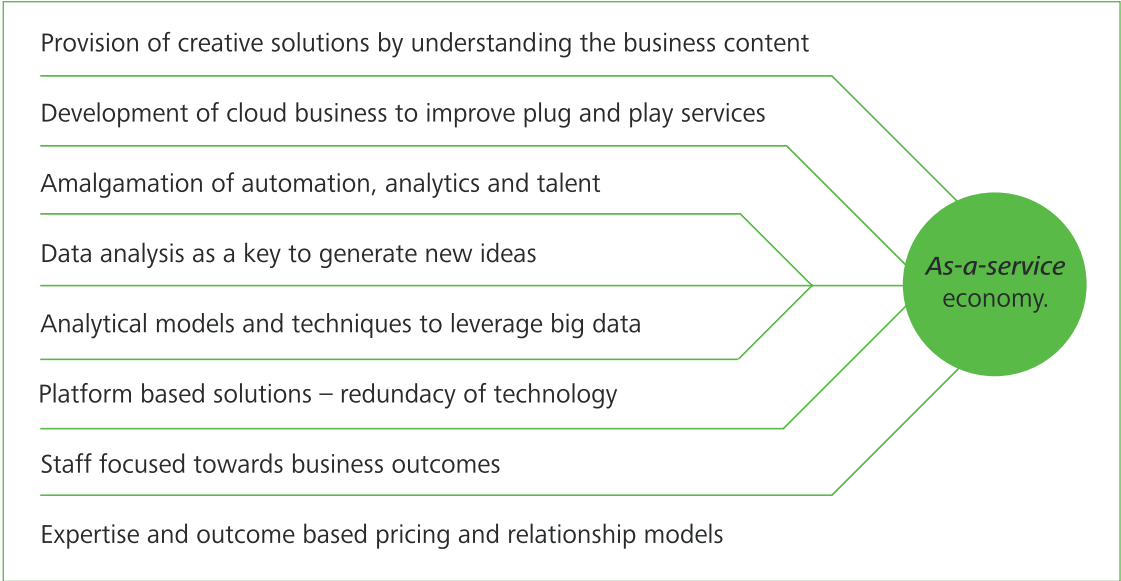 Provision of creative solutions by understanding the business content
Development of cloud business to improve plug and play services
Amalgamation of automation, analytics and talent
Data analysis as a key to generate new ideas
Analytical models and techniques to leverage big data
Platform based solutions – redundacy of technology
Staff focused towards business outcomes
Expertise and outcome based pricing and relationship models
As-a-service
economy.